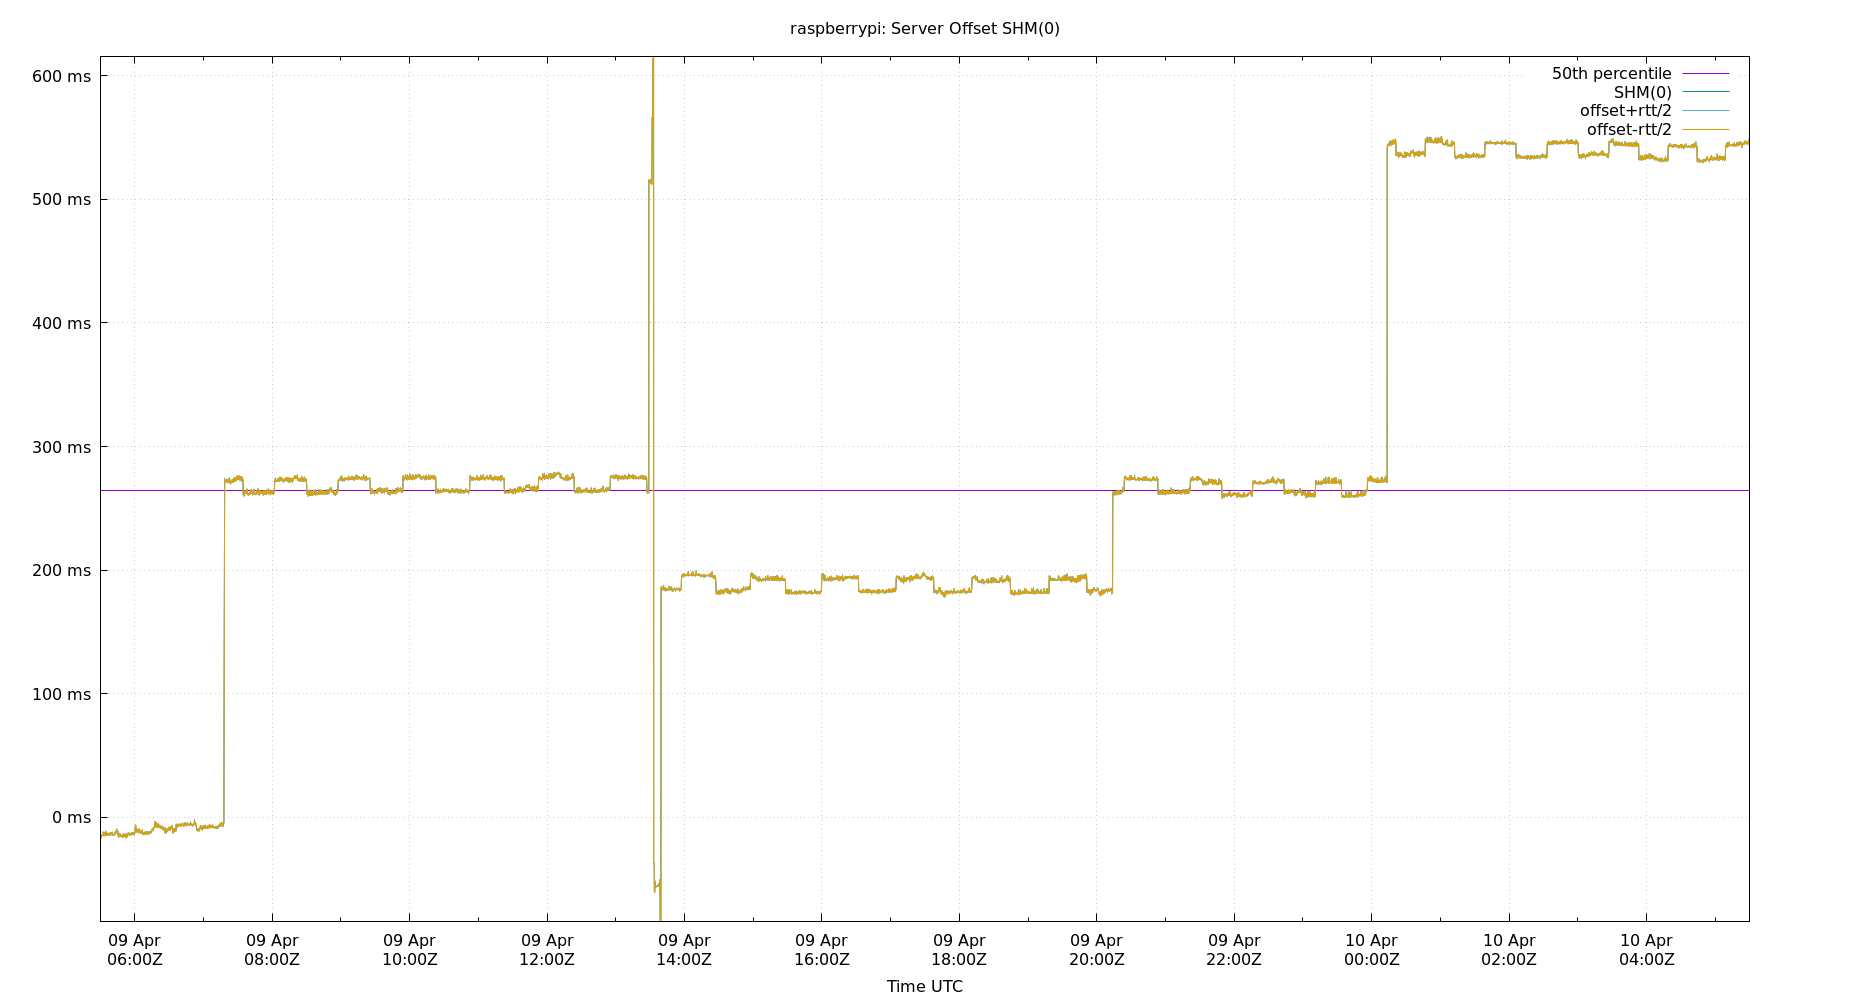 raspberrypi: Server Offset SHM(0)
600 ms
500 ms
400 ms
300 ms
200 ms
100 ms
0 ms
50th percentile
SHM(0)
offset+rtt/2
offset-rtt/2
09 Apr 09 Apr 09 Apr 09 Apr 09 Apr 09 Apr 09 Apr 09 Apr 09 Apr 10 Apr 10 Apr 10 Apr
06:00Z 08:00Z 10:00Z 12:00Z 14:00Z 16:00Z 18:00Z 20:00Z 22:00Z 00:00Z 02:00Z 04:00Z
Time UTC